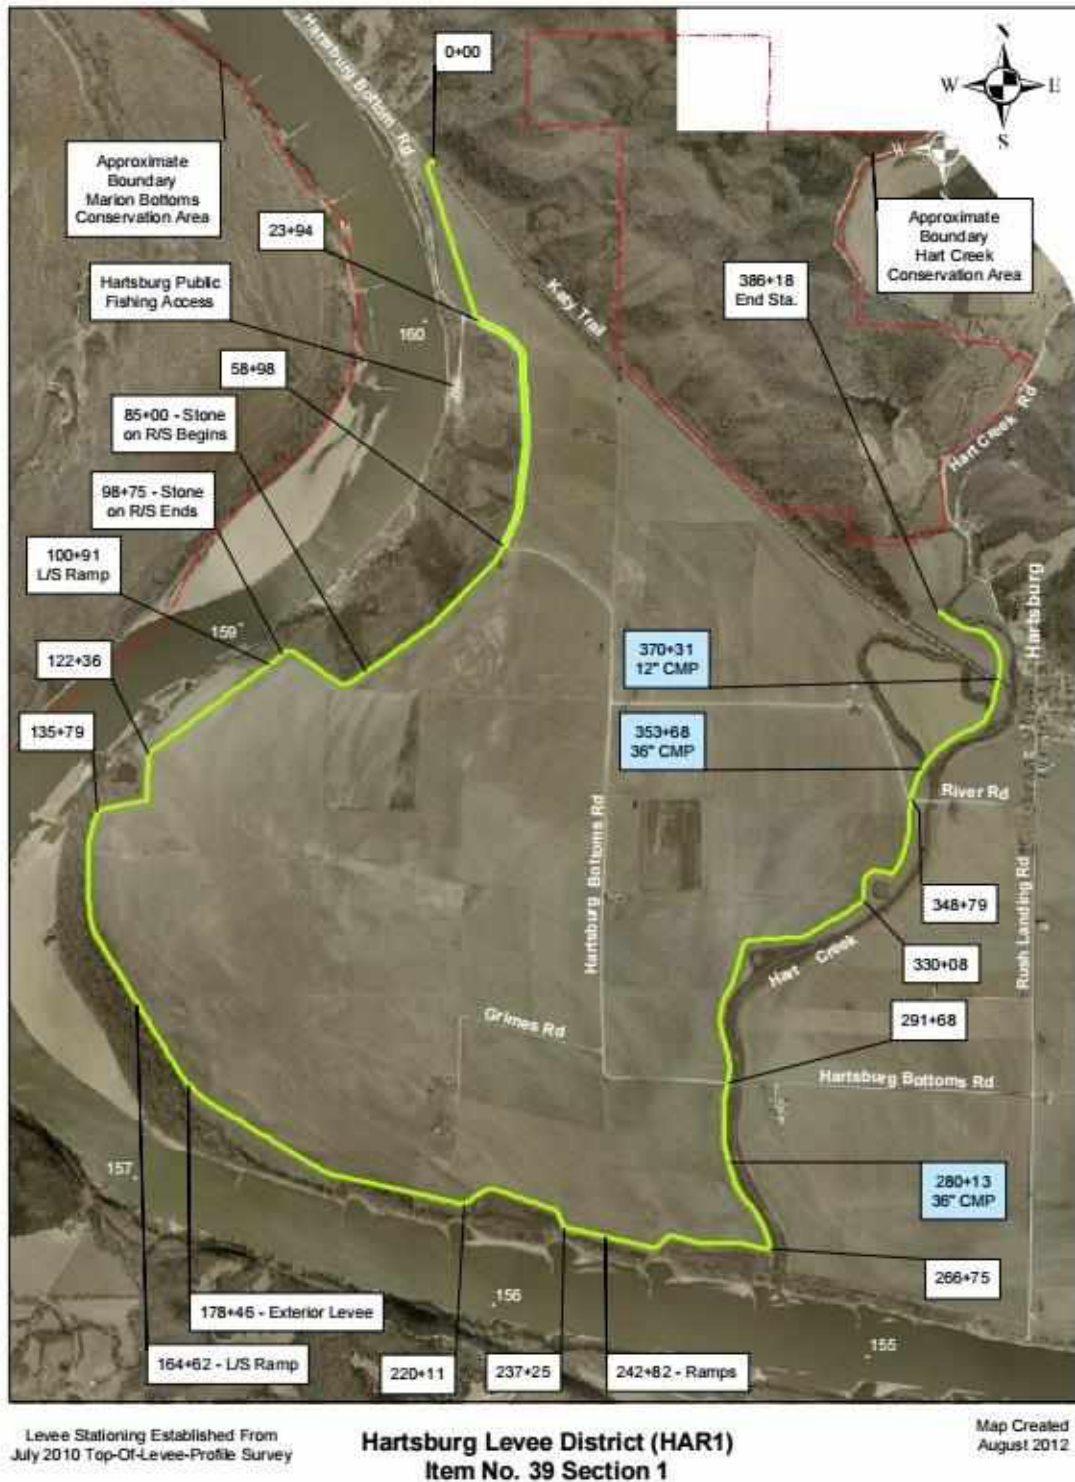 Hartsburg Bottom Rd
0+00
N
W
E
S
W
Approximate
Boundary
Marion Bottoms
Conservation Area
Approximate
Boundary
Hart Creek
Conservation Area
23+94
386+18
End Sta.
Hartsburg Public
Fishing Access
Katy Trail
160
58+98
Hart Creek Rd
85+00 - Stone
on R/S Begins
98+75 - Stone
on R/S Ends
100+91
L/S Ramp
Hartsburg
159
122+36
370+31
12" CMP
135+79
353+68
36" CMP
River Rd
Hartsburg Bottoms Rd
348+79
Rush Landing Rd
Hart Creek
330+08
291+68
Grimes Rd
Hartsburg Bottoms Rd
157
280+13
36" CMP
266+75
178+46 - Exterior Levee
156
155
164+62 - L/S Ramp
220+11
237+25
242+82 - Ramps
Levee Stationing Established From
July 2010 Top-Of-Levee-Profile Survey
Hartsburg Levee District (HAR1)
Item No. 39 Section 1
Map Created
August 2012